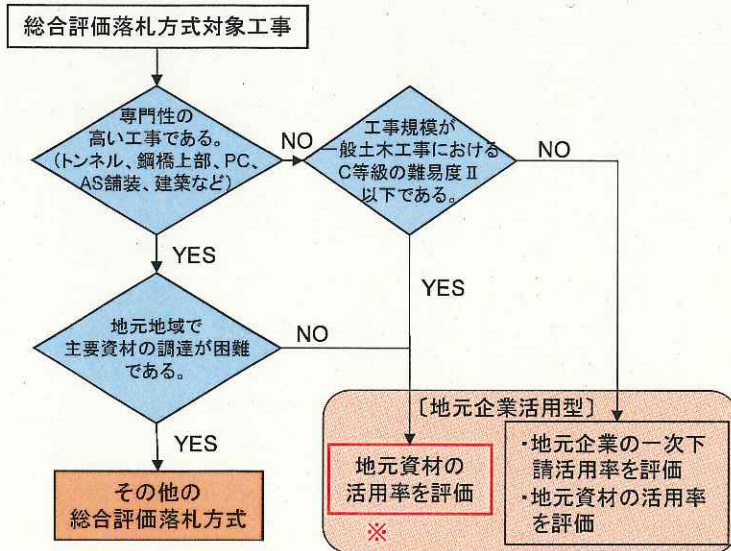 総合評価落札方式対象工事
専門性の
高い工事である。
(トンネル、鋼橋上部、PC、
AS舗装、建築など)
NO
工事規模が
一般土木工事における
C等級の難易度Ⅱ
以下である。
NO
YES
YES
地元地域で
主要資材の調達が困難
である。
NO
YES
その他の
総合評価落札方式
〔地元企業活用型〕
地元資材の
活用率を評価
※
・地元企業の一次下
請活用率を評価
・地元資材の活用率
を評価